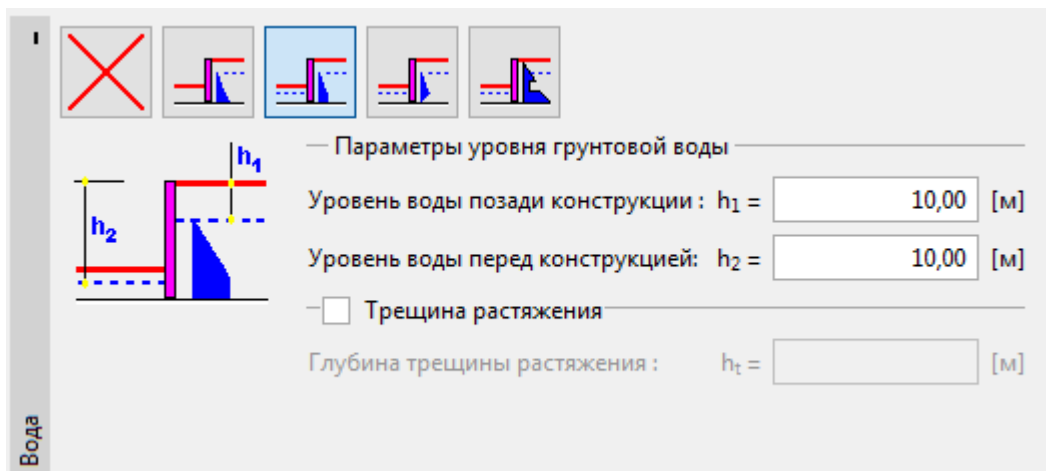 h1
h2
Параметры уровня грунтовой воды
Уровень воды позади конструкции : h1 = 10,00 [м]
Уровень воды перед конструкцией: h2 = 10,00 [м]
Трещина растяжения
Глубина трещины растяжения : ht = [м]
Вода